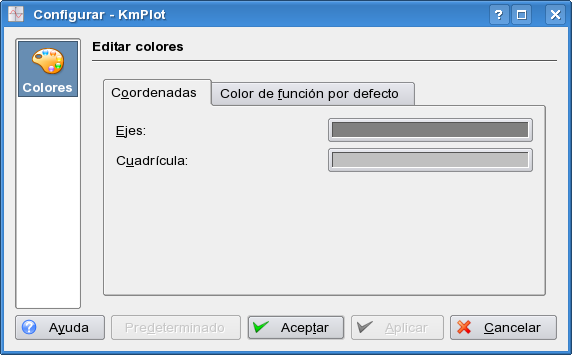 Configurar - KmPlot
Colores
Editar colores
Coordenadas
Color de función por defecto
Ejes:
Cuadrícula:
Ayuda
Predeterminado
Aceptar
Aplicar
Cancelar